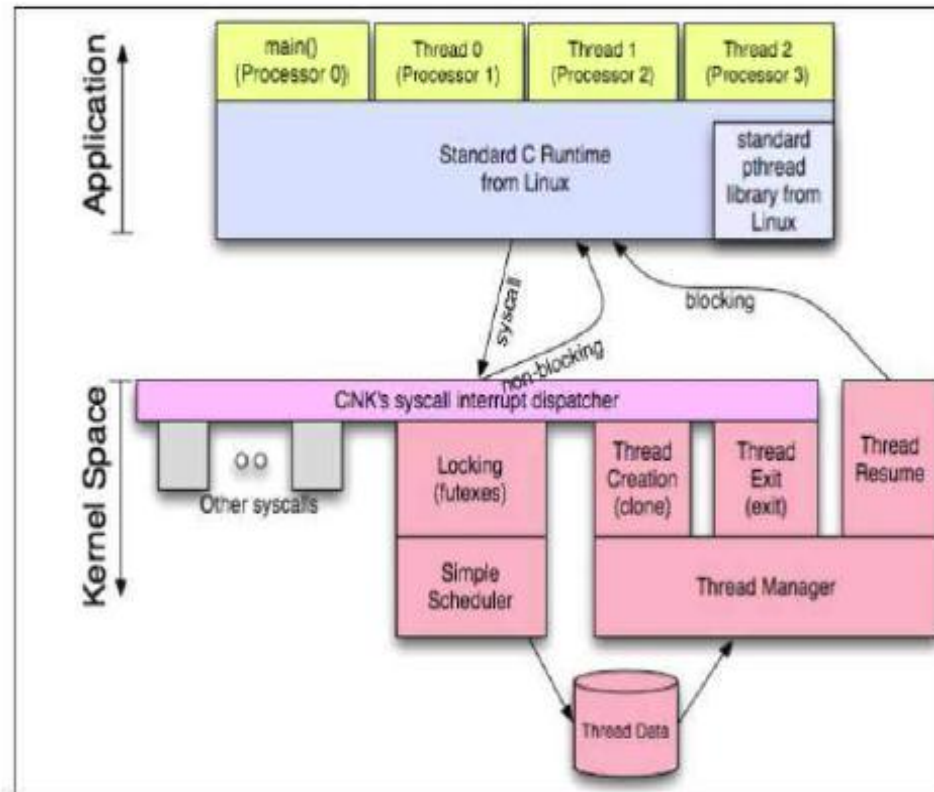 Application
main()
(Processor 0)
Thread 0
(Processor 1)
Thread 1
(Processor 2)
Thread 2
(Processor 3)
Standard C Runtime
from Linux
standard
pthread
library from
Linux
syscall
non-blocking
blocking
Kernel Space
CNK's syscall interrupt dispatcher
Other syscalls
Locking
(futexes)
Thread
Creation
(clone)
Thread
Exit
(exit)
Thread
Resume
Simple
Scheduler
Thread Manager
Thread Data